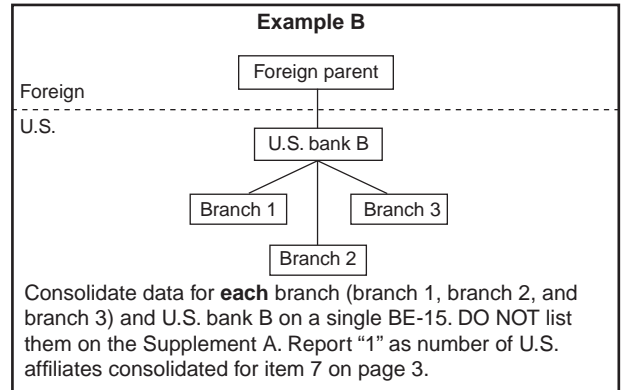 Example B
Foreign parent
Foreign
U.S.
U.S. bank B
Branch 1
Branch 3
Branch 2
Consolidate data for each branch (branch 1, branch 2, and
branch 3) and U.S. bank B on a single BE-15. DO NOT list
them on the Supplement A. Report “1” as number of U.S.
affiliates consolidated for item 7 on page 3.